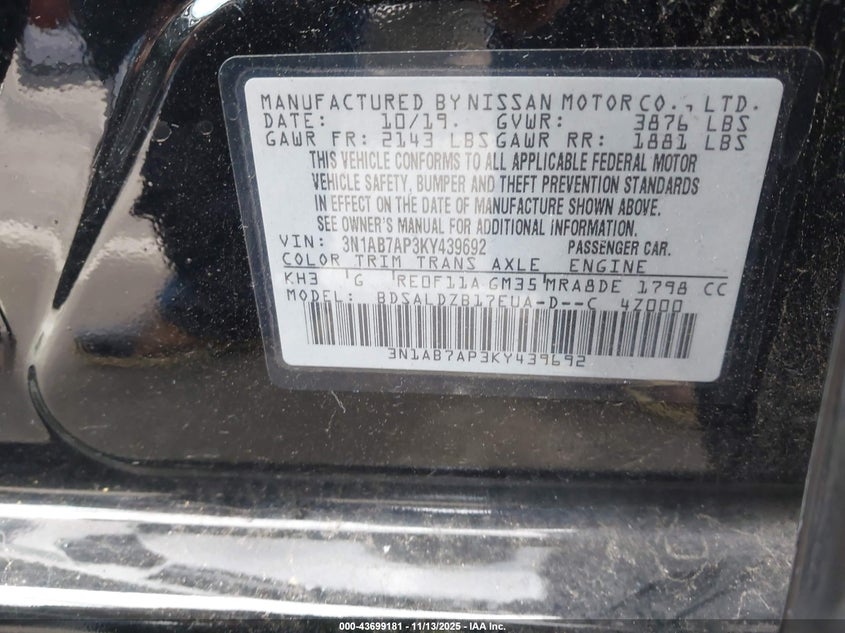 MANUFACTURED BY NISSAN MOTOR CO., LTD.
DATE: 10/19. GVWR: 3876 LBS
GAWR FR: 2143 LBS GAWR RR: 1881 LBS
THIS VEHICLE CONFORMS TO ALL APPLICABLE FEDERAL MOTOR
VEHICLE SAFETY, BUMPER AND THEFT PREVENTION STANDARDS
IN EFFECT ON THE DATE OF MANUFACTURE SHOWN ABOVE.
SEE OWNER'S MANUAL FOR ADDITIONAL INFORMATION.
VIN: 3N1AB7AP3KY439692 PASSENGER CAR.
COLOR TRIM TRANS AXLE ENGINE
KH3 G RE0F11A GM35 MRA8DE 1798 CC
MODEL: BDSALDZB17EUA-D--C 4Z000
3N1AB7AP3KY439692
000-43699181 - 11/13/2025 - IAA Inc.